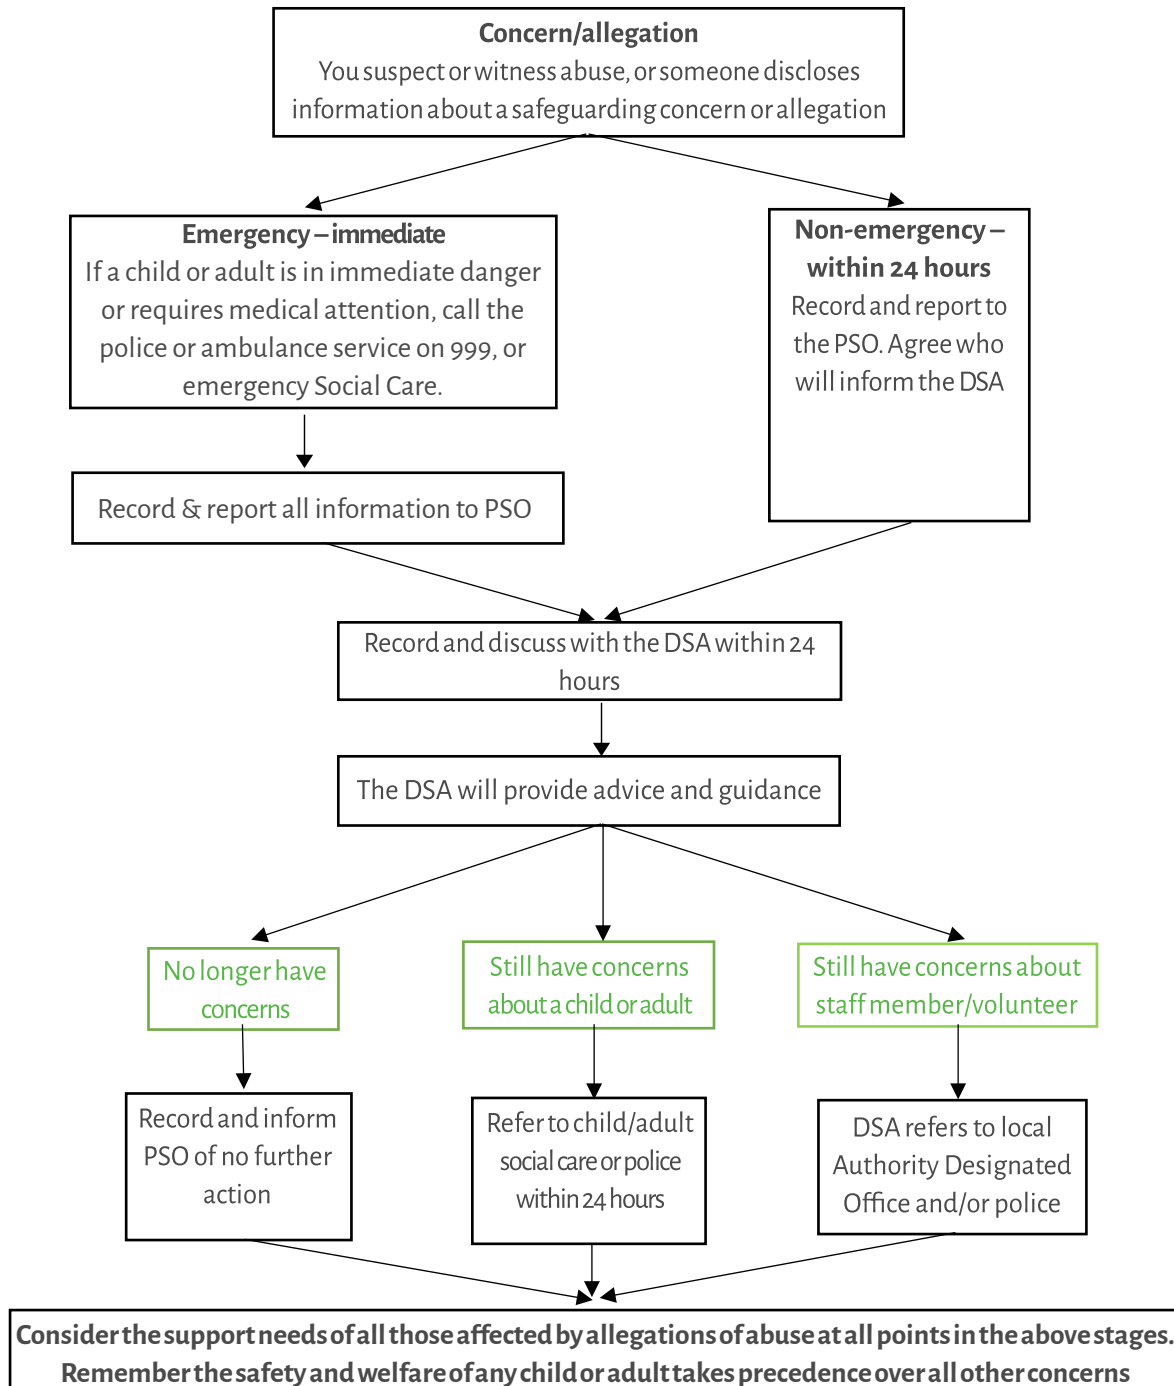 Concern/allegation
You suspect or witness abuse, or someone discloses
information about a safeguarding concern or allegation
Emergency – immediate
If a child or adult is in immediate danger
or requires medical attention, call the
police or ambulance service on 999, or
emergency Social Care.
Non-emergency –
within 24 hours
Record and report to
the PSO. Agree who
will inform the DSA
Record & report all information to PSO
Record and discuss with the DSA within 24
hours
The DSA will provide advice and guidance
No longer have
concerns
Still have concerns
about a child or adult
Still have concerns about
staff member/volunteer
Record and inform
PSO of no further
action
Refer to child/adult
social care or police
within 24 hours
DSA refers to local
Authority Designated
Office and/or police
Consider the support needs of all those affected by allegations of abuse at all points in the above stages.
Remember the safety and welfare of any child or adult takes precedence over all other concerns